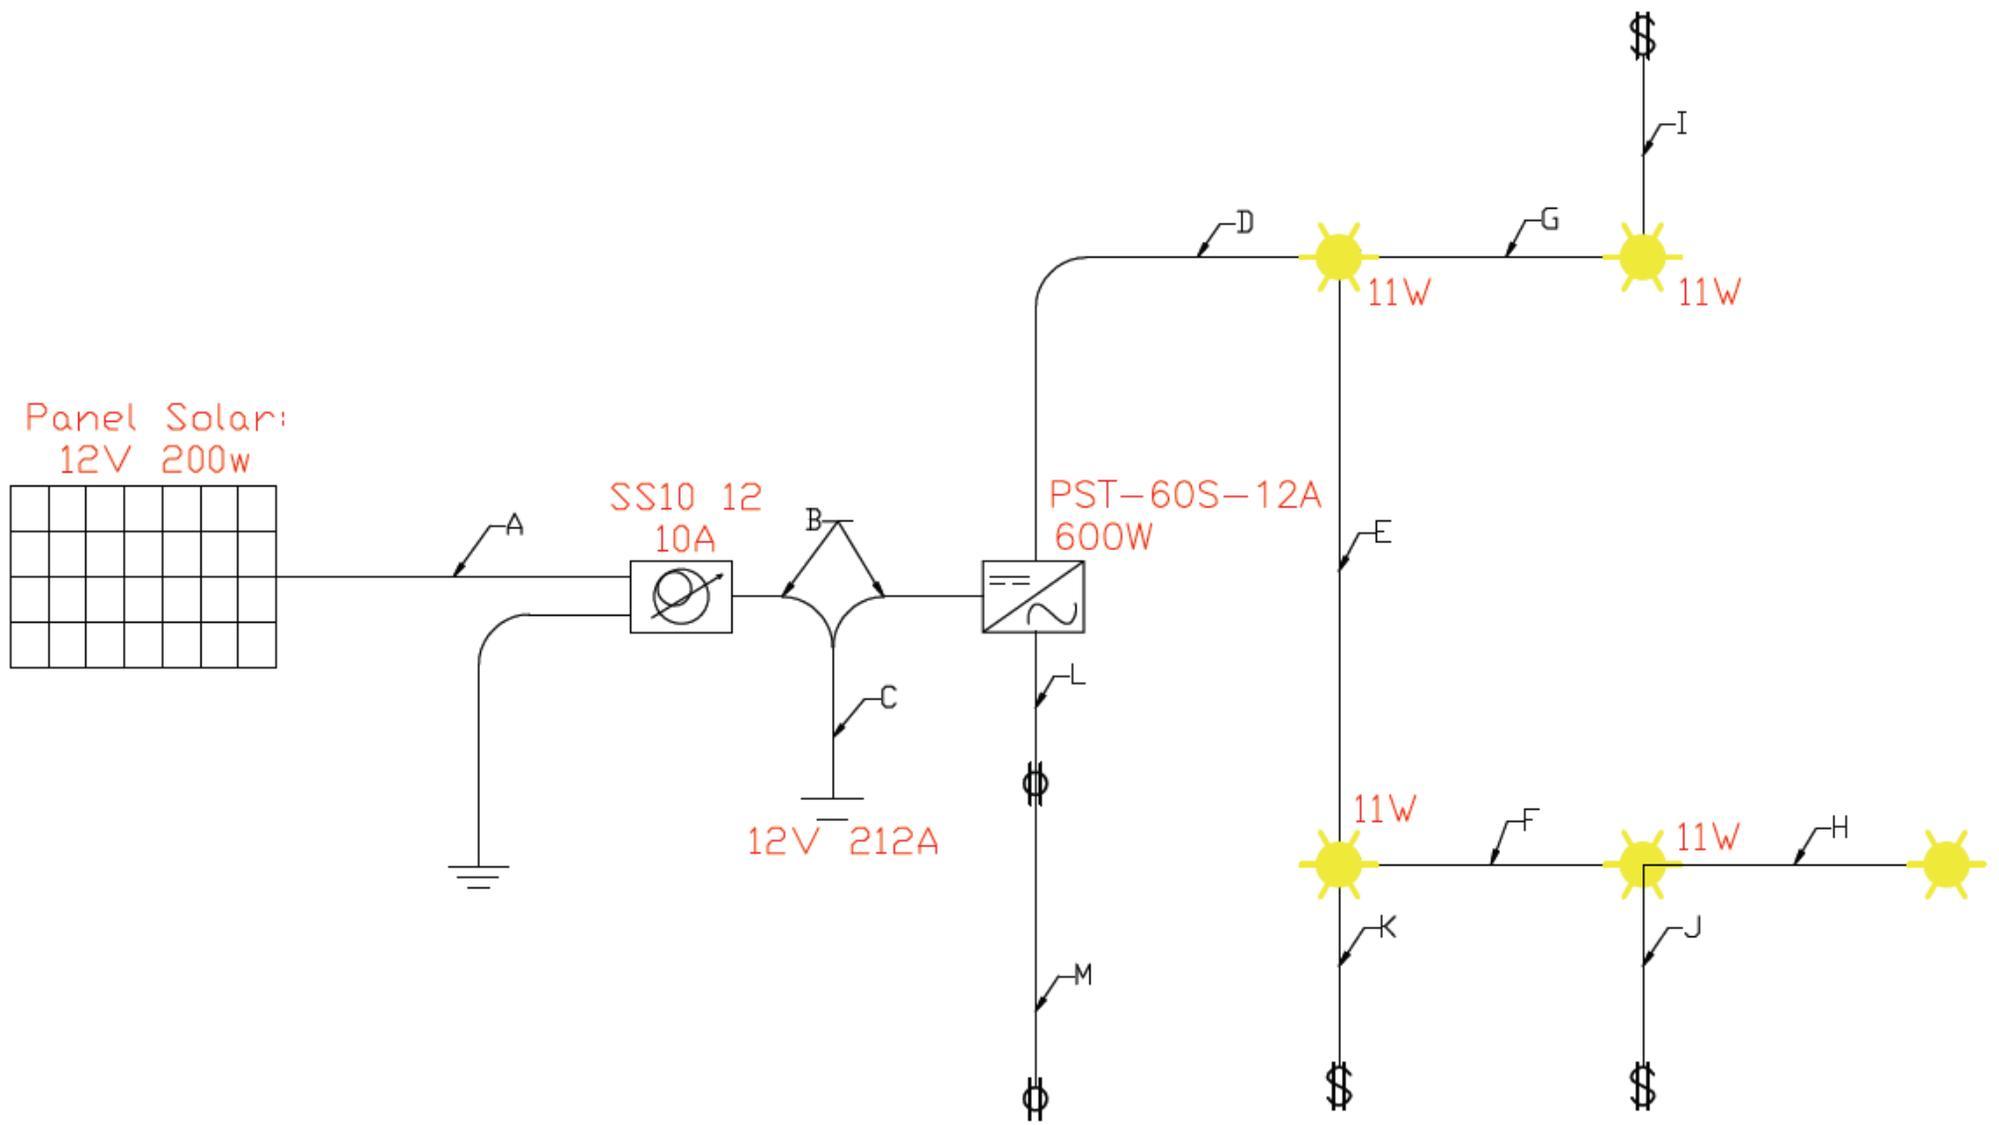 I
D
G
11W
11W
Panel Solar:
12V 200w
A
SS10 12
10A
B
PST-60S-12A
600W
E
L
C
12V 212A
11W
F
11W
H
K
J
M